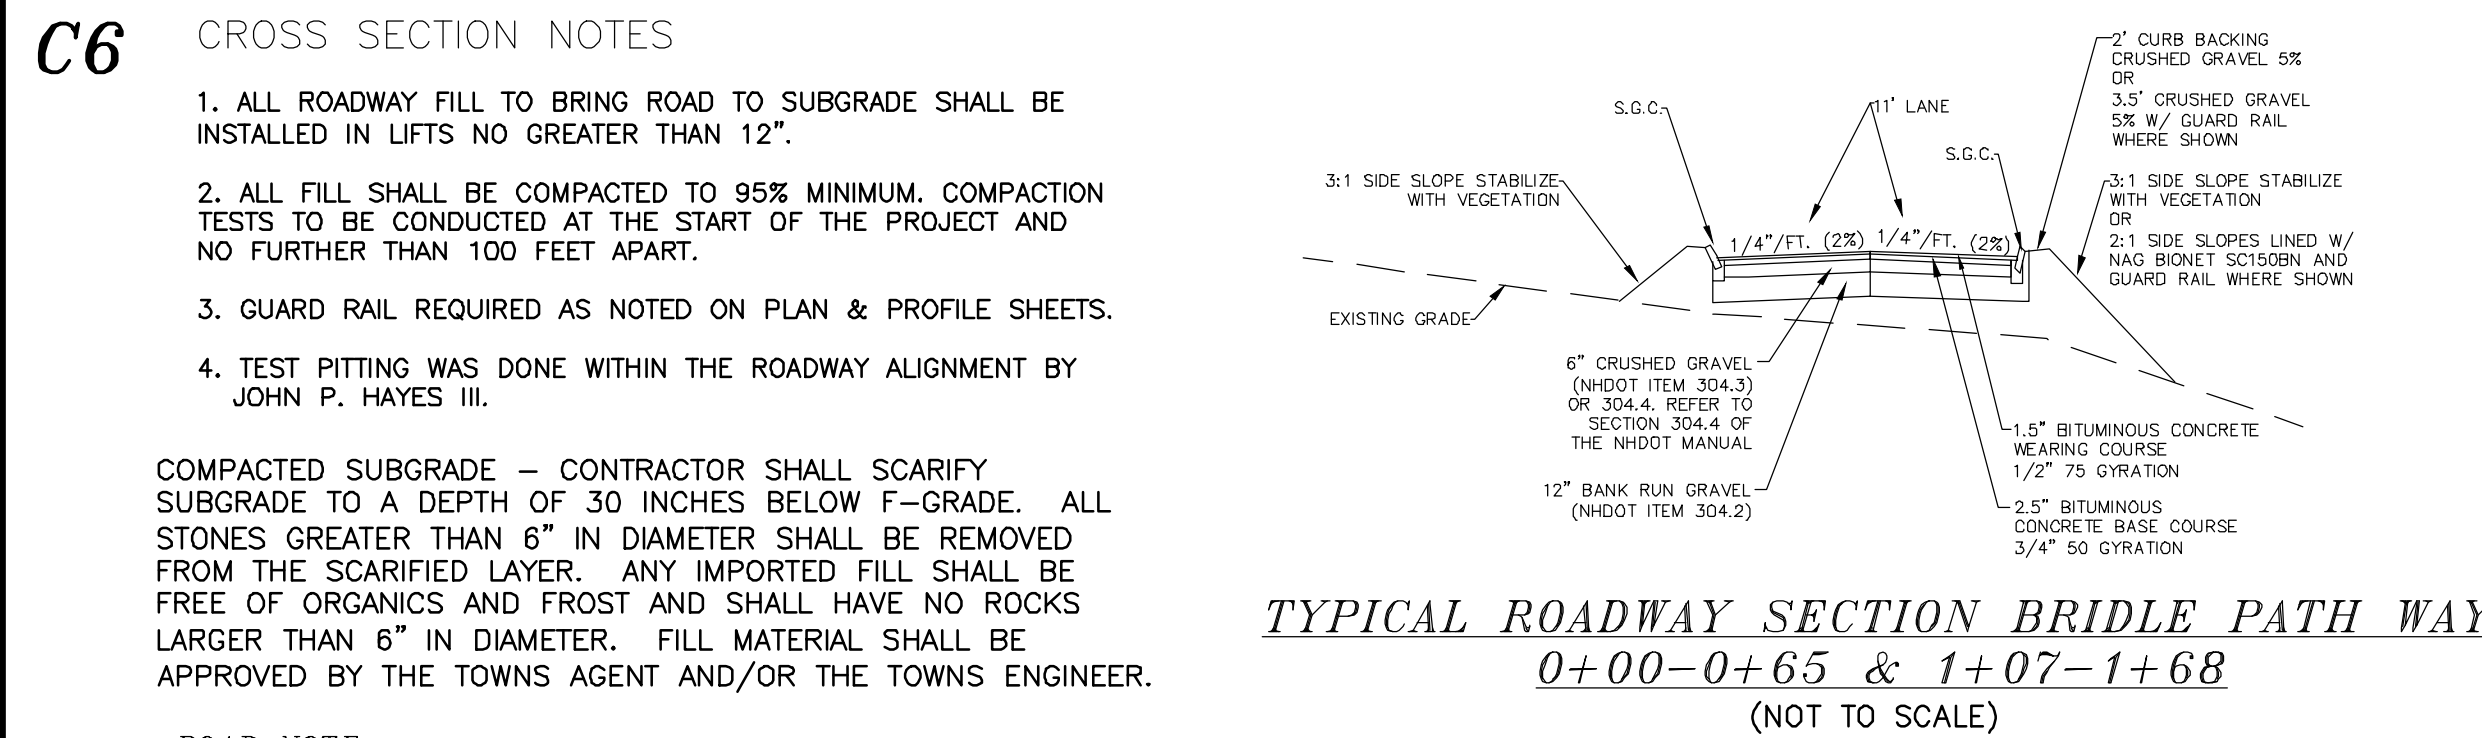 C6
CROSS SECTION NOTES
1. ALL ROADWAY FILL TO BRING ROAD TO SUBGRADE SHALL BE
INSTALLED IN LIFTS NO GREATER THAN 12".
2. ALL FILL SHALL BE COMPACTED TO 95% MINIMUM. COMPACTION
TESTS TO BE CONDUCTED AT THE START OF THE PROJECT AND
NO FURTHER THAN 100 FEET APART.
3. GUARD RAIL REQUIRED AS NOTED ON PLAN & PROFILE SHEETS.
4. TEST PITTING WAS DONE WITHIN THE ROADWAY ALIGNMENT BY
JOHN P. HAYES III.
COMPACTED SUBGRADE – CONTRACTOR SHALL SCARIFY
SUBGRADE TO A DEPTH OF 30 INCHES BELOW F-GRADE. ALL
STONES GREATER THAN 6" IN DIAMETER SHALL BE REMOVED
FROM THE SCARIFIED LAYER. ANY IMPORTED FILL SHALL BE
FREE OF ORGANICS AND FROST AND SHALL HAVE NO ROCKS
LARGER THAN 6" IN DIAMETER. FILL MATERIAL SHALL BE
APPROVED BY THE TOWNS AGENT AND/OR THE TOWNS ENGINEER.
ROAD NOTE
2' CURB BACKING
CRUSHED GRAVEL 5%
OR
3.5' CRUSHED GRAVEL
5% W/ GUARD RAIL
WHERE SHOWN
S.G.C.
11' LANE
S.G.C.
3:1 SIDE SLOPE STABILIZE
WITH VEGETATION
3:1 SIDE SLOPE STABILIZE
WITH VEGETATION
OR
2:1 SIDE SLOPES LINED W/
NAG BIONET SC150BN AND
GUARD RAIL WHERE SHOWN
1/4"/FT. (2%)
1/4"/FT. (2%)
EXISTING GRADE
6" CRUSHED GRAVEL
(NHDOT ITEM 304.3)
OR 304.4. REFER TO
SECTION 304.4 OF
THE NHDOT MANUAL
12" BANK RUN GRAVEL
(NHDOT ITEM 304.2)
1.5" BITUMINOUS CONCRETE
WEARING COURSE
1/2" 75 GYRATION
2.5" BITUMINOUS
CONCRETE BASE COURSE
3/4" 50 GYRATION
TYPICAL ROADWAY SECTION BRIDLE PATH WAY
0+00-0+65 & 1+07-1+68
(NOT TO SCALE)